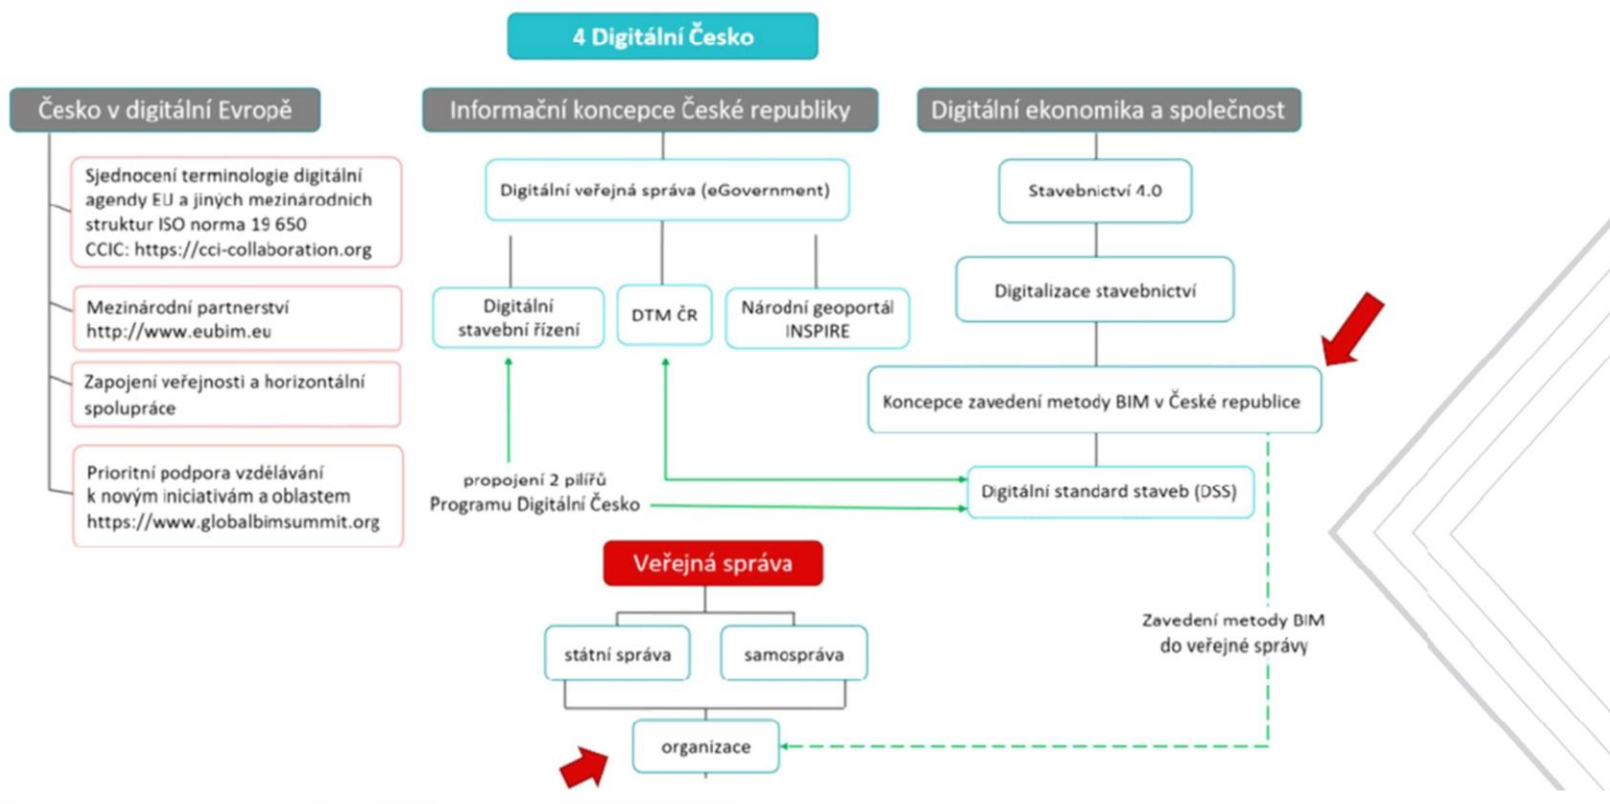 4 Digitální Česko
Česko v digitální Evropě
Sjednocení terminologie digitální
agendy EU a jiných mezinárodních
struktur ISO norma 19 650
CCIC: https://cci-collaboration.org
Mezinárodní partnerství
http://www.eubim.eu
Zapojení veřejnosti a horizontální
spolupráce
Prioritní podpora vzdělávání
k novým iniciativám a oblastem
https://www.globalbimsummit.org
Informační koncepce České republiky
Digitální veřejná správa (eGovernment)
Digitální
stavební řízení
DTM ČR
Národní geoportál
INSPIRE
propojení 2 pilířů
Programu Digitální Česko
Digitální ekonomika a společnost
Stavebnictví 4.0
Digitalizace stavebnictví
Koncepce zavedení metody BIM v České republice
Digitální standard staveb (DSS)
Zavedení metody BIM
do veřejné správy
Veřejná správa
státní správa
samospráva
organizace